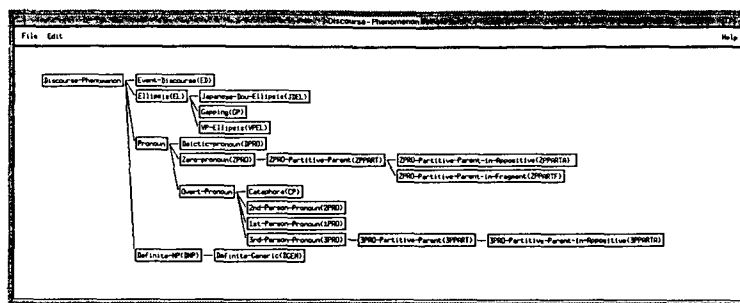 Discourse-Phenomenon
File Edit Help
Discourse-Phenomenon
Event-Discourse(ED)
Ellipsis(EL)
Japanese-Dou-Ellipsis(JDEL)
Gapping(GP)
VP-Ellipsis(VPEL)
Pronoun
Deictic-pronoun(DPRO)
Zero-pronoun(ZPRO)
ZPRO-Partitive-Parent(ZPPART)
ZPRO-Partitive-Parent-in-Appositive(ZPPARTA)
ZPRO-Partitive-Parent-in-Fragment(ZPPARTF)
Overt-Pronoun
Cataphora(CP)
2nd-Person-Pronoun(2PRO)
1st-Person-Pronoun(1PRO)
3rd-Person-Pronoun(3PRO)
3PRO-Partitive-Parent(3PPART)
3PRO-Partitive-Parent-in-Appositive(3PPARTA)
Definite-NP(DNP)
Definite-Generic(DGEN)